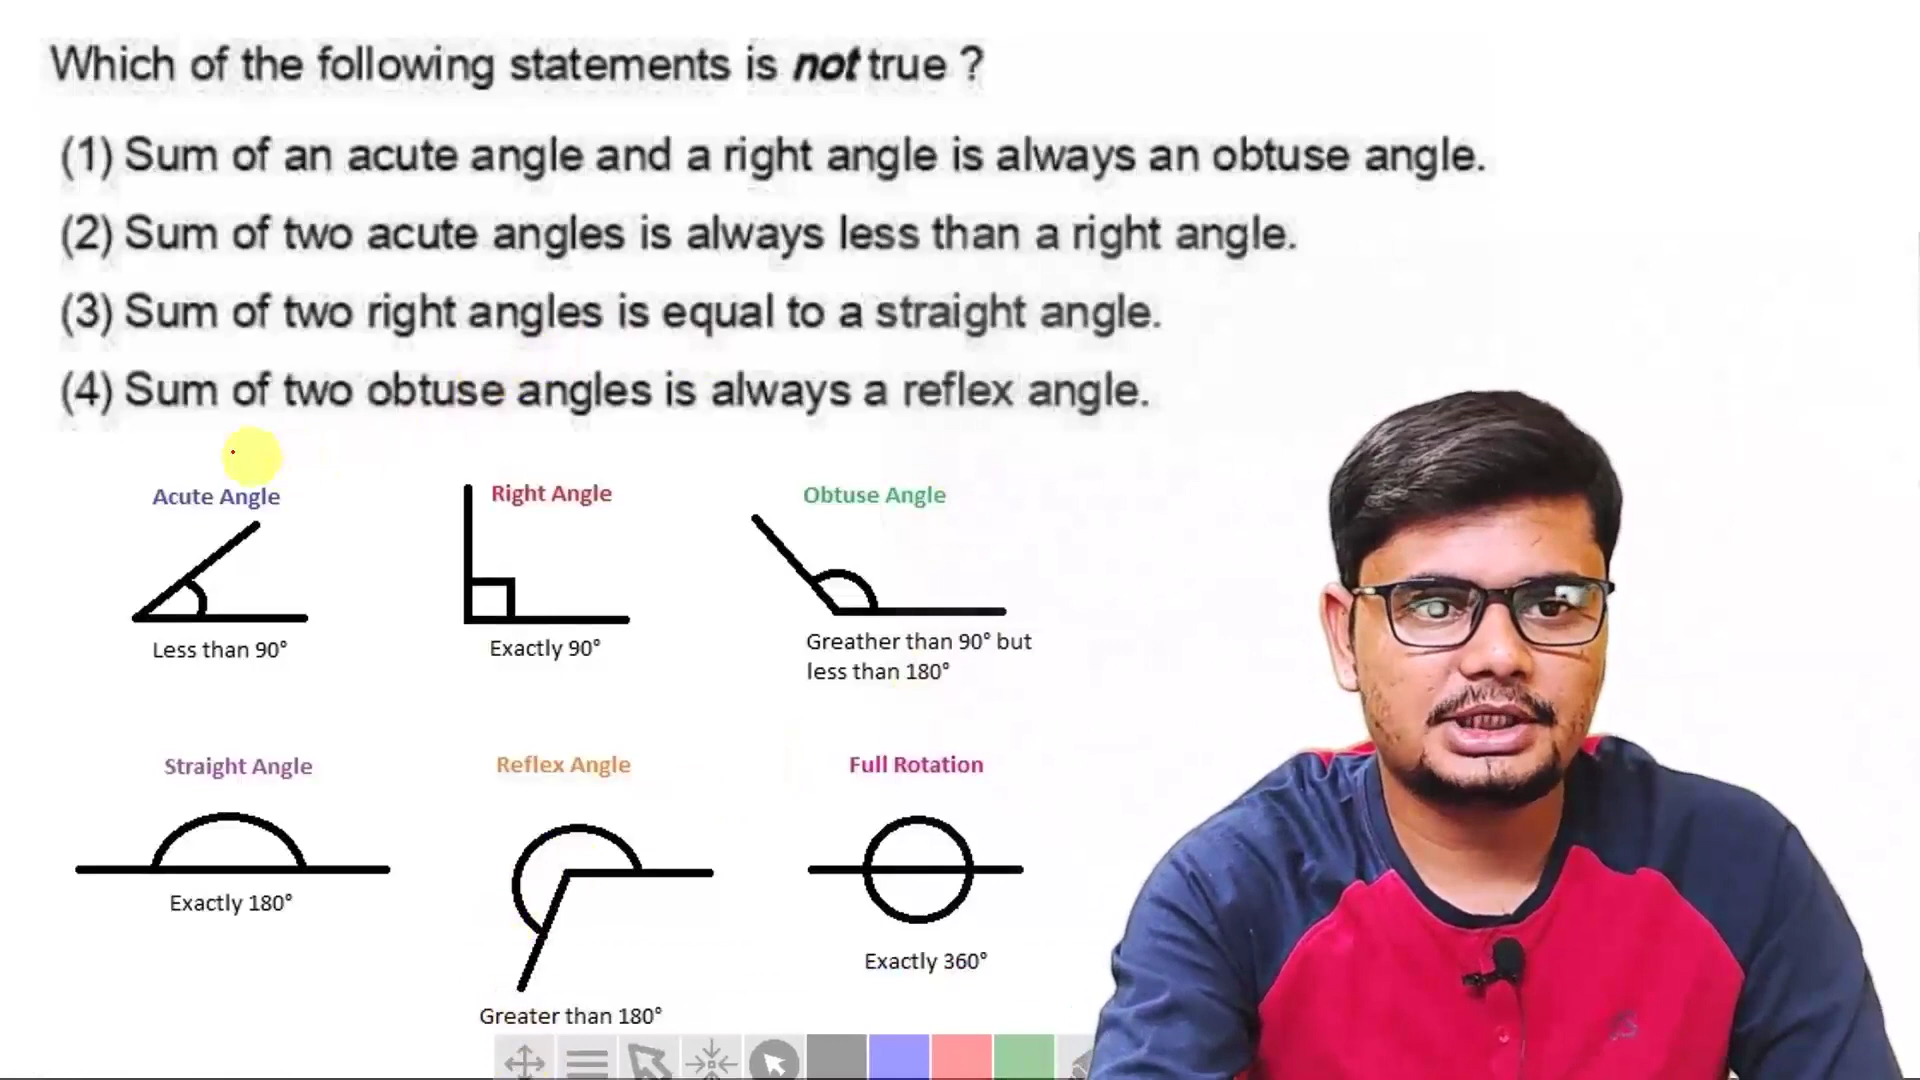 Which of the following statements is not true ?
(1) Sum of an acute angle and a right angle is always an obtuse angle.
(2) Sum of two acute angles is always less than a right angle.
(3) Sum of two right angles is equal to a straight angle.
(4) Sum of two obtuse angles is always a reflex angle.
Acute Angle
Less than 90°
Right Angle
Exactly 90°
Obtuse Angle
Greather than 90° but
less than 180°
Straight Angle
Exactly 180°
Reflex Angle
Greater than 180°
Full Rotation
Exactly 360°